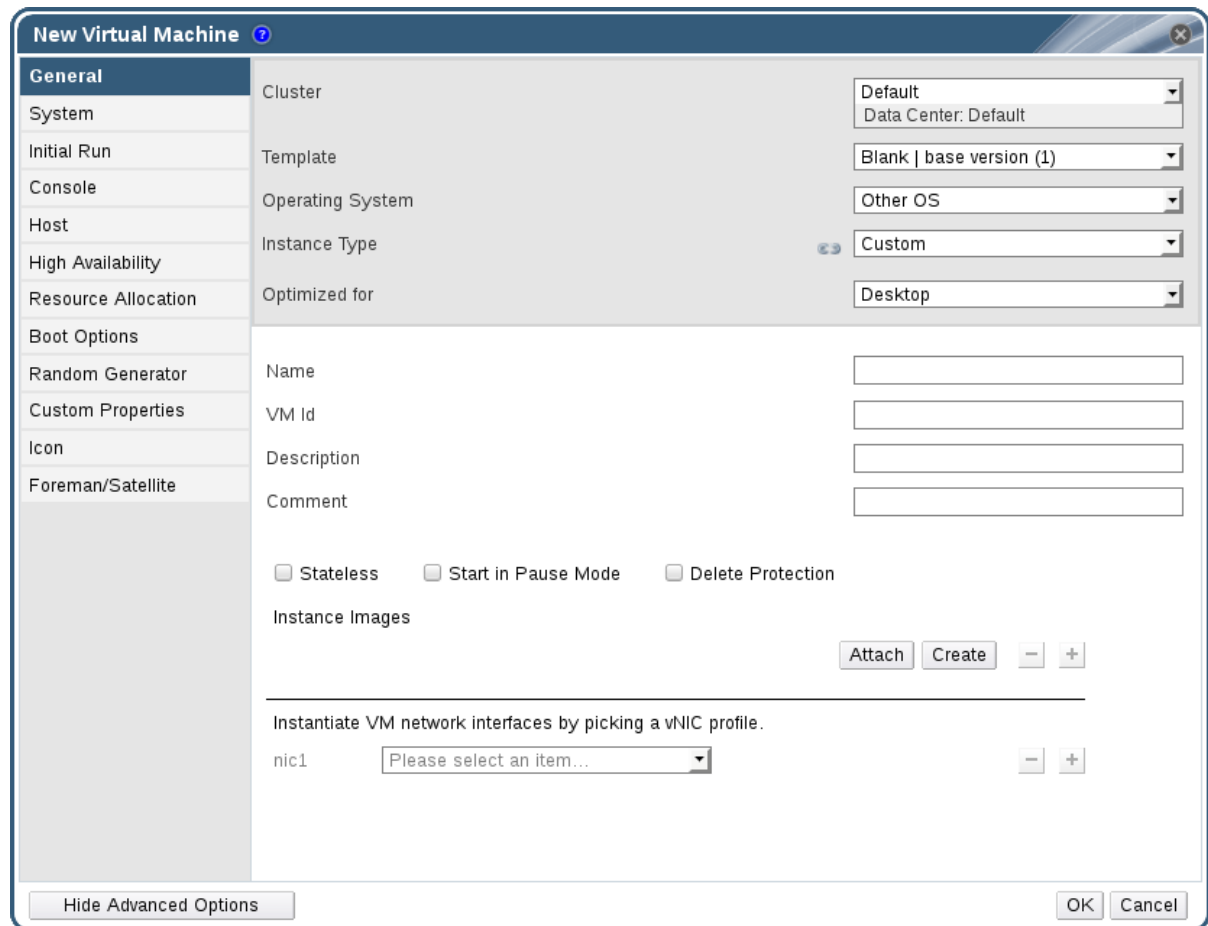 New Virtual Machine ?
General
System
Initial Run
Console
Host
High Availability
Resource Allocation
Boot Options
Random Generator
Custom Properties
Icon
Foreman/Satellite
Cluster
Default
Data Center: Default
Template
Blank | base version (1)
Operating System
Other OS
Instance Type
Custom
Optimized for
Desktop
Name
VM Id
Description
Comment
Stateless Start in Pause Mode Delete Protection
Instance Images
Attach Create − +
Instantiate VM network interfaces by picking a vNIC profile.
nic1 Please select an item... − +
Hide Advanced Options
OK Cancel